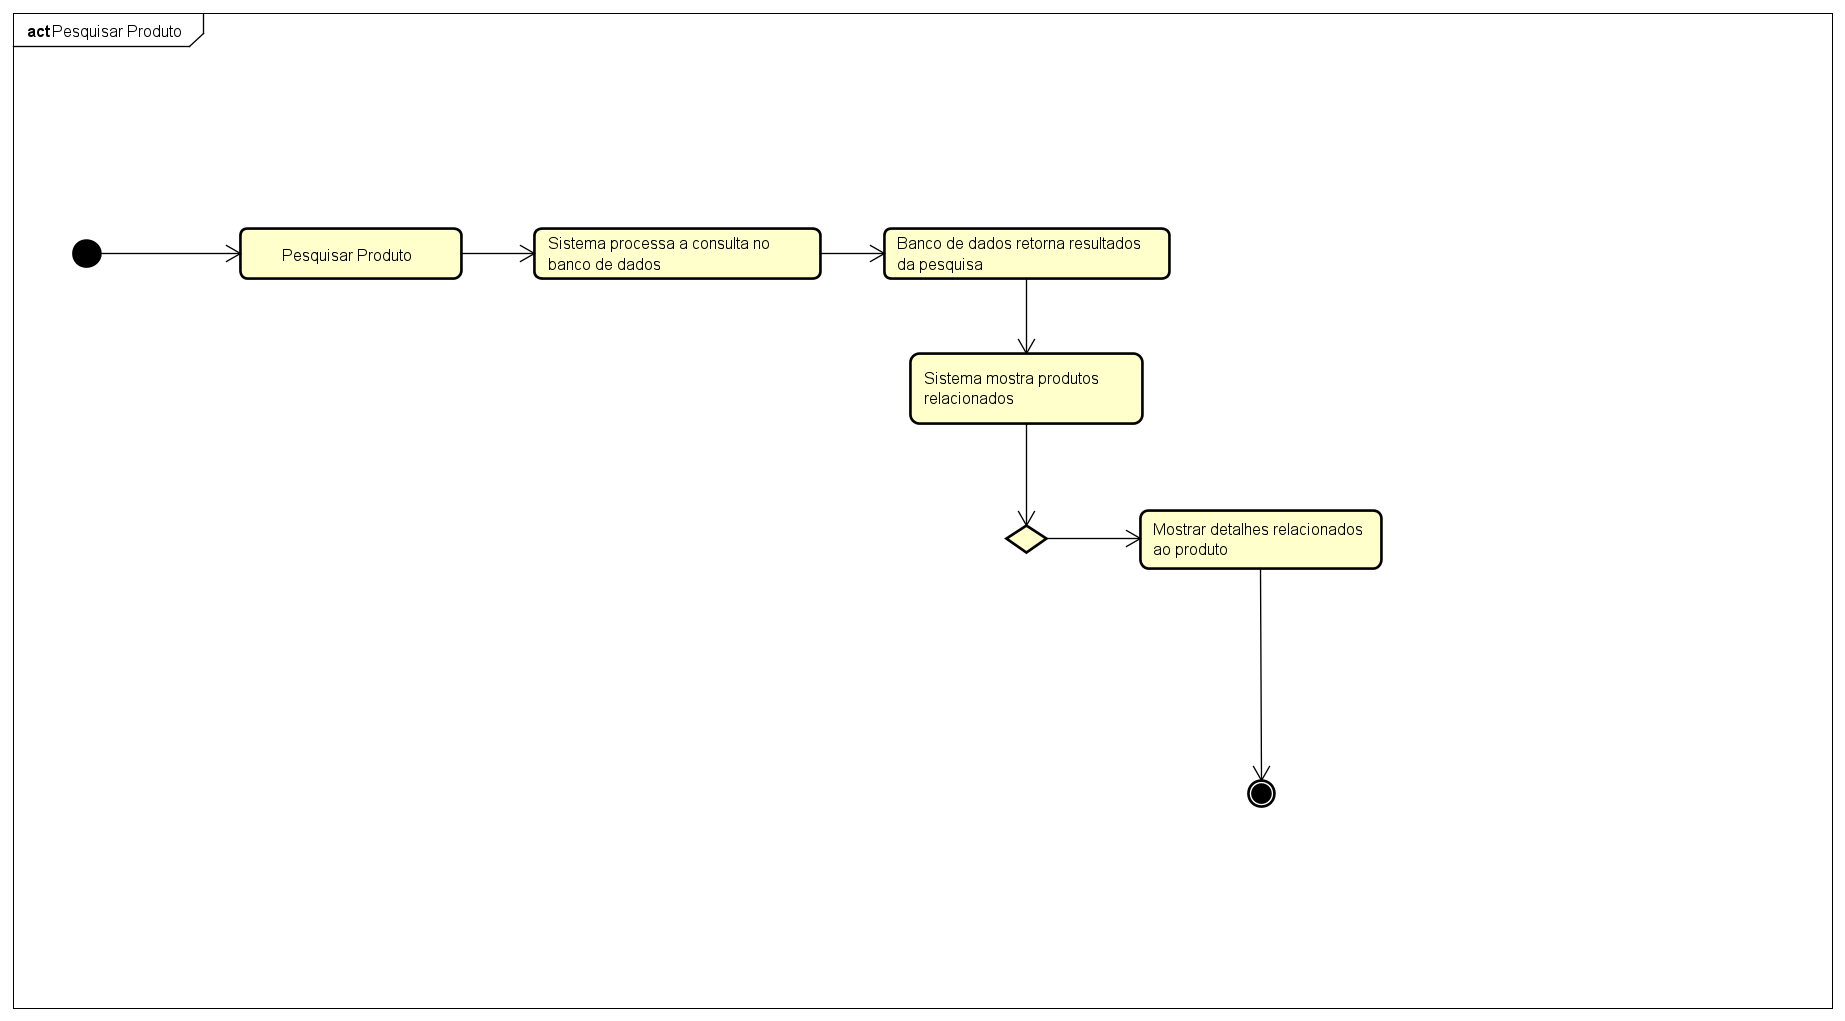 act Pesquisar Produto
Pesquisar Produto
Sistema processa a consulta no
banco de dados
Banco de dados retorna resultados
da pesquisa
Sistema mostra produtos
relacionados
Mostrar detalhes relacionados
ao produto